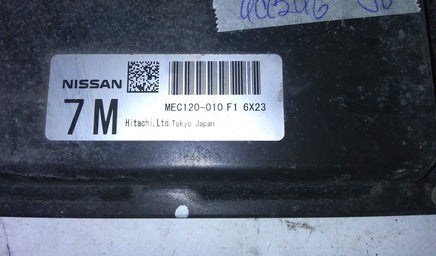 NISSAN
7M
MEC120-010 F1 6X23
Hitachi,Ltd.Tokyo Japan